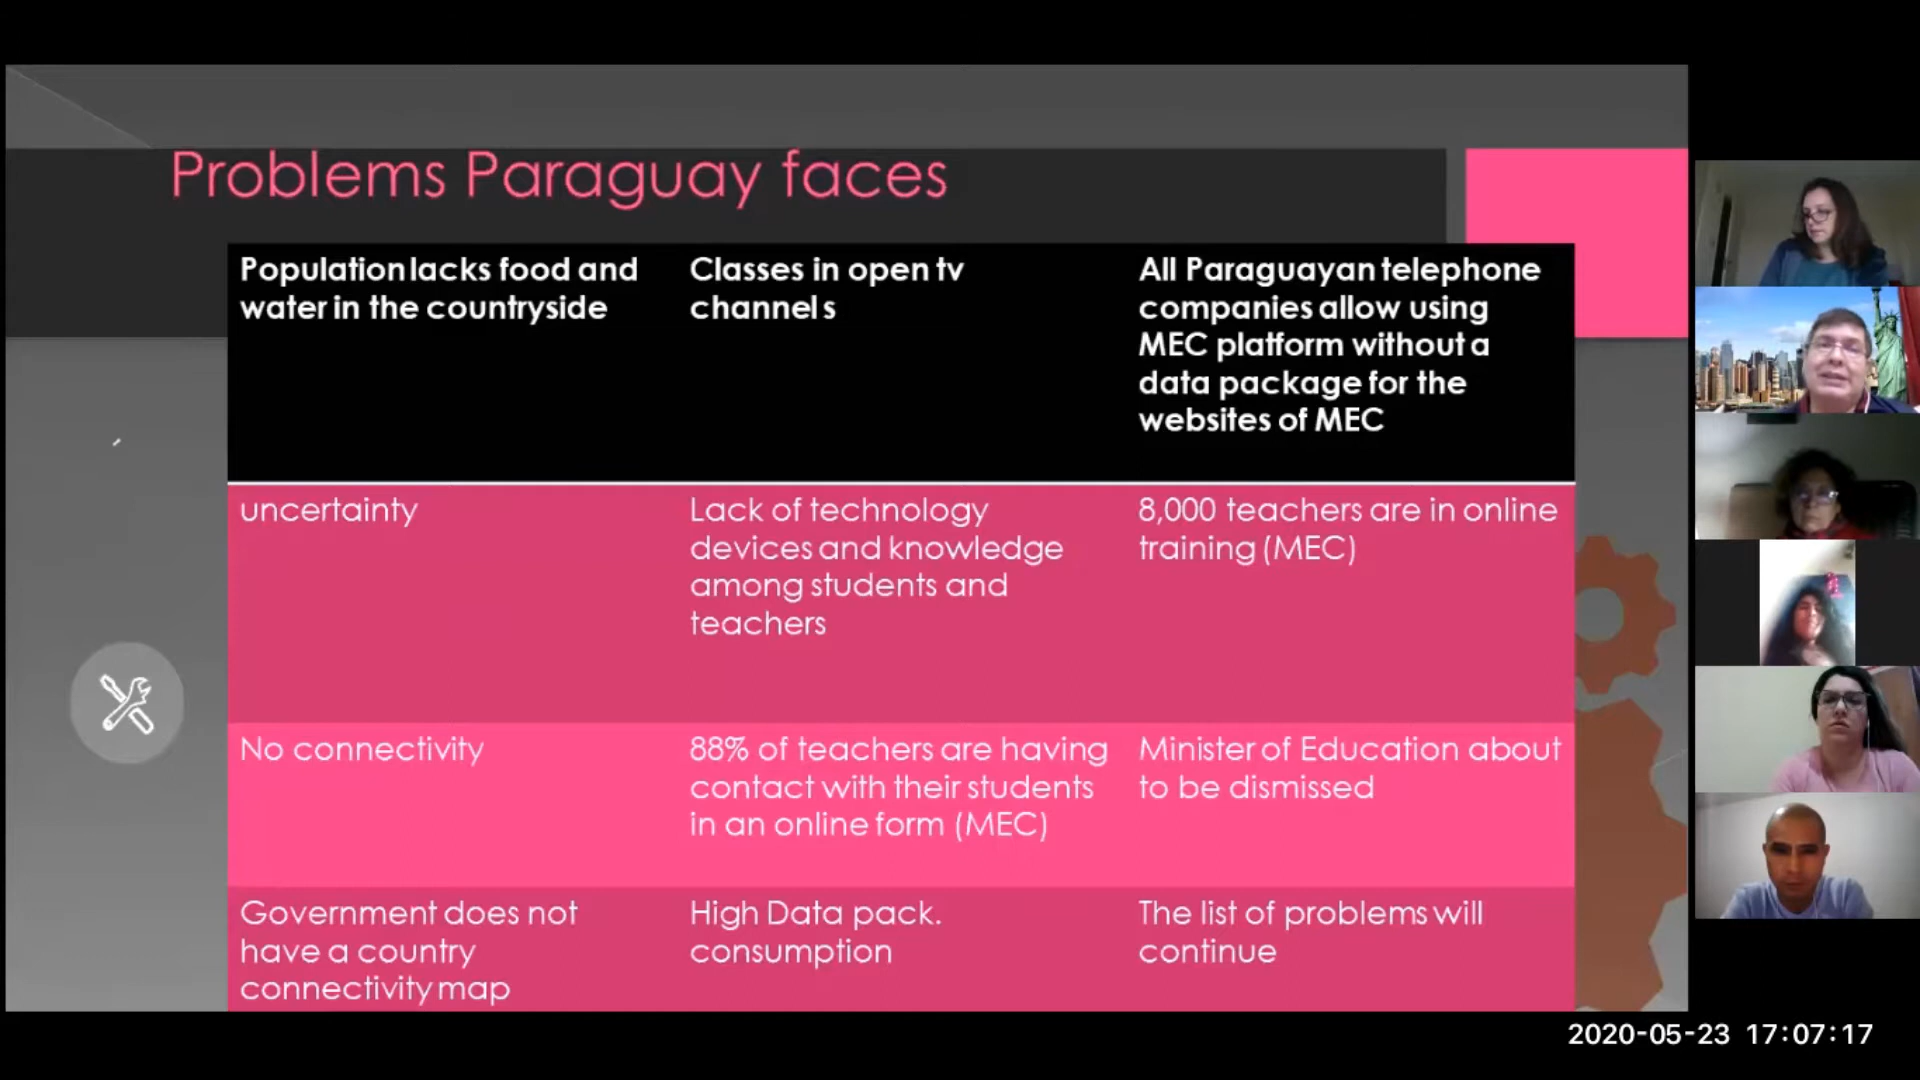 Problems Paraguay faces
Population lacks food and
water in the countryside
Classes in open tv
channels
All Paraguayan telephone
companies allow using
MEC platform without a
data package for the
websites of MEC
uncertainty
Lack of technology
devices and knowledge
among students and
teachers
8,000 teachers are in online
training (MEC)
No connectivity
88% of teachers are having
contact with their students
in an online form (MEC)
Minister of Education about
to be dismissed
Government does not
have a country
connectivity map
High Data pack.
consumption
The list of problems will
continue
2020-05-23 17:07:17